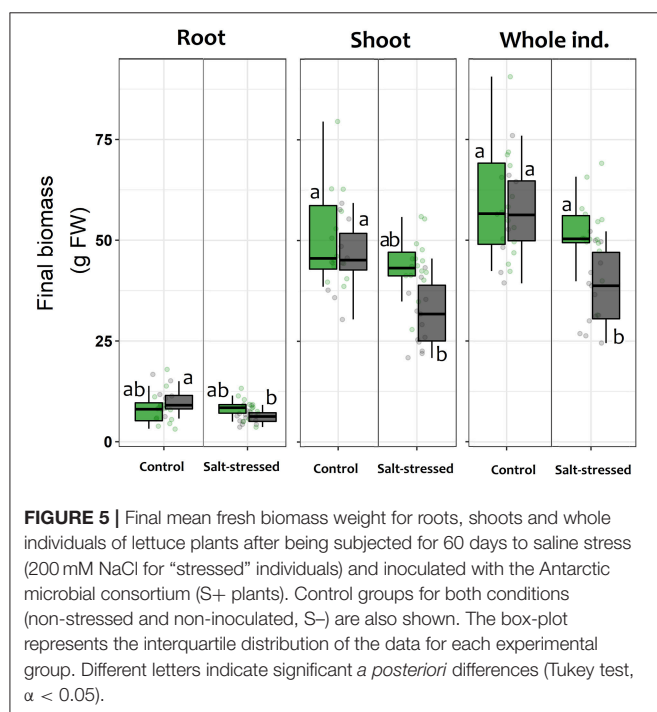 Root Shoot Whole ind.
75
50
25
0
Final biomass
(g FW)
ab a ab b
a a ab b
a a a b
Control Salt-stressed Control Salt-stressed Control Salt-stressed
FIGURE 5 | Final mean fresh biomass weight for roots, shoots and whole
individuals of lettuce plants after being subjected for 60 days to saline stress
(200 mM NaCl for “stressed” individuals) and inoculated with the Antarctic
microbial consortium (S+ plants). Control groups for both conditions
(non-stressed and non-inoculated, S–) are also shown. The box-plot
represents the interquartile distribution of the data for each experimental
group. Different letters indicate significant a posteriori differences (Tukey test,
α < 0.05).